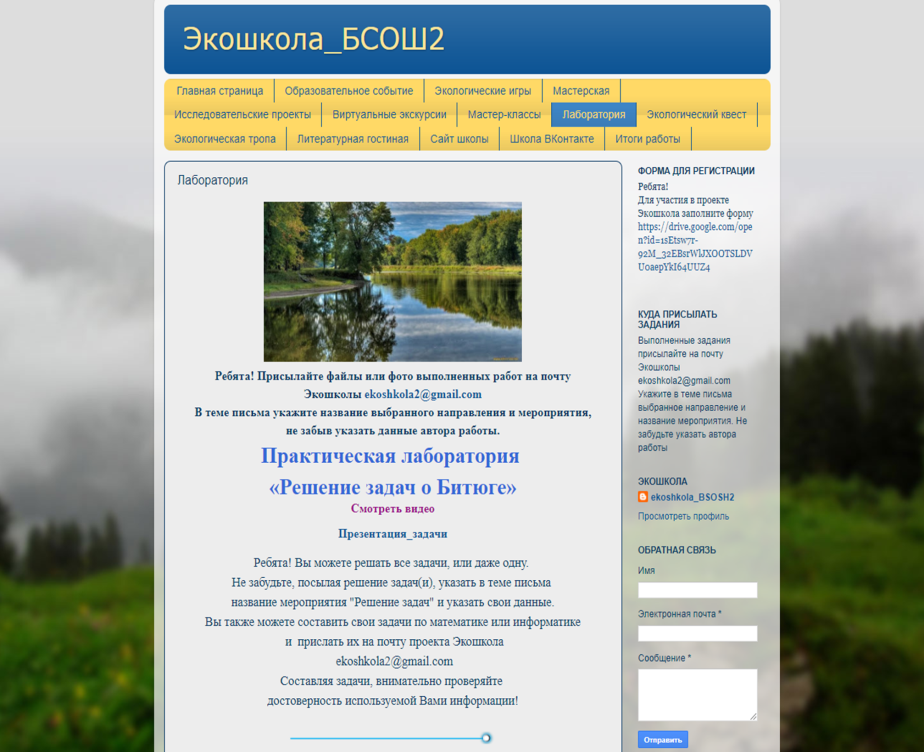 Экошкола_БСОШ2
Главная страница
Образовательное событие
Экологические игры
Мастерская
Исследовательские проекты
Виртуальные экскурсии
Мастер-классы
Лаборатория
Экологический квест
Экологическая тропа
Литературная гостиная
Сайт школы
Школа ВКонтакте
Итоги работы
Лаборатория
Ребята! Присылайте файлы или фото выполненных работ на почту
Экошколы ekoshkola2@gmail.com
В теме письма укажите название выбранного направления и мероприятия,
не забыв указать данные автора работы.
Практическая лаборатория
«Решение задач о Битюге»
Смотреть видео
Презентация_задачи
Ребята! Вы можете решать все задачи, или даже одну.
Не забудьте, посылая решение задач(и), указать в теме письма
название мероприятия "Решение задач" и указать свои данные.
Вы также можете составить свои задачи по математике или информатике
и прислать их на почту проекта Экошкола
ekoshkola2@gmail.com
Составляя задачи, внимательно проверяйте
достоверность используемой Вами информации!
ФОРМА ДЛЯ РЕГИСТРАЦИИ
Ребята!
Для участия в проекте
Экошкола заполните форму
https://drive.google.com/ope
n?id=1sEtsw7r-
92M_32EBsrWlJXOOTSLDV
UoaepYkI64UUZ4
КУДА ПРИСЫЛАТЬ
ЗАДАНИЯ
Выполненные задания
присылайте на почту
Экошколы
ekoshkola2@gmail.com
Укажите в теме письма
выбранное направление и
название мероприятия. Не
забудьте указать автора
работы
ЭКОШКОЛА
ekoshkola_BSOSH2
Просмотреть профиль
ОБРАТНАЯ СВЯЗЬ
Имя
Электронная почта *
Сообщение *
Отправить